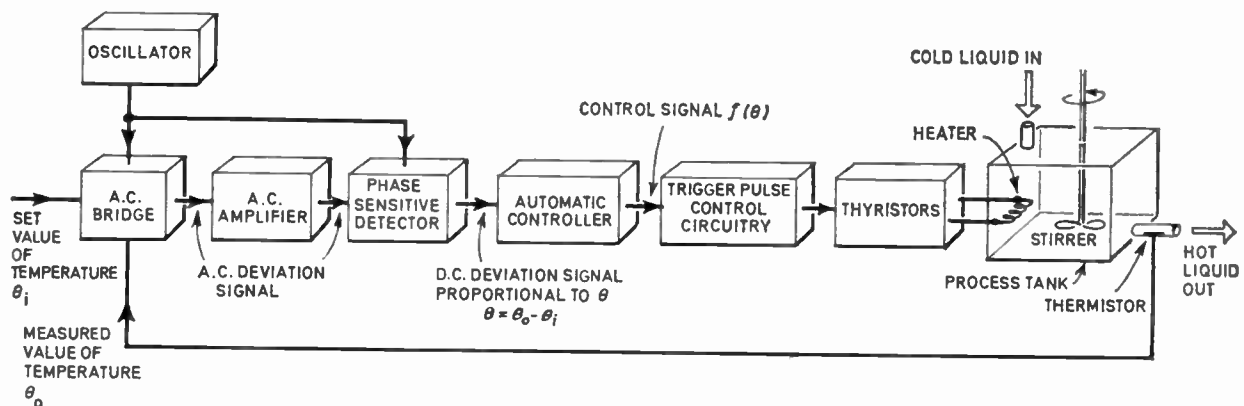 OSCILLATOR
COLD LIQUID IN
CONTROL SIGNAL f(θ)
HEATER
A.C.
BRIDGE
A.C.
AMPLIFIER
PHASE
SENSITIVE
DETECTOR
AUTOMATIC
CONTROLLER
TRIGGER PULSE
CONTROL
CIRCUITRY
THYRISTORS
STIRRER
SET
VALUE
OF
TEMPERATURE
θi
A.C. DEVIATION
SIGNAL
D.C. DEVIATION SIGNAL
PROPORTIONAL TO θ
θ = θo - θi
PROCESS TANK
THERMISTOR
HOT
LIQUID
OUT
MEASURED
VALUE OF
TEMPERATURE
θo